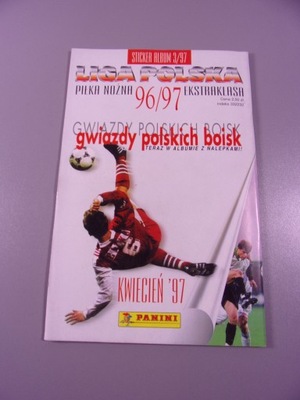 STICKER ALBUM 3/97
LIGA POLSKA
PIŁKA NOŻNA 96/97 EKSTRAKLASA
GWIAZDY POLSKICH BOISK
gwiazdy polskich boisk
TERAZ W ALBUMIE Z NALEPKAMI!
KWIECIEŃ '97
PANINI